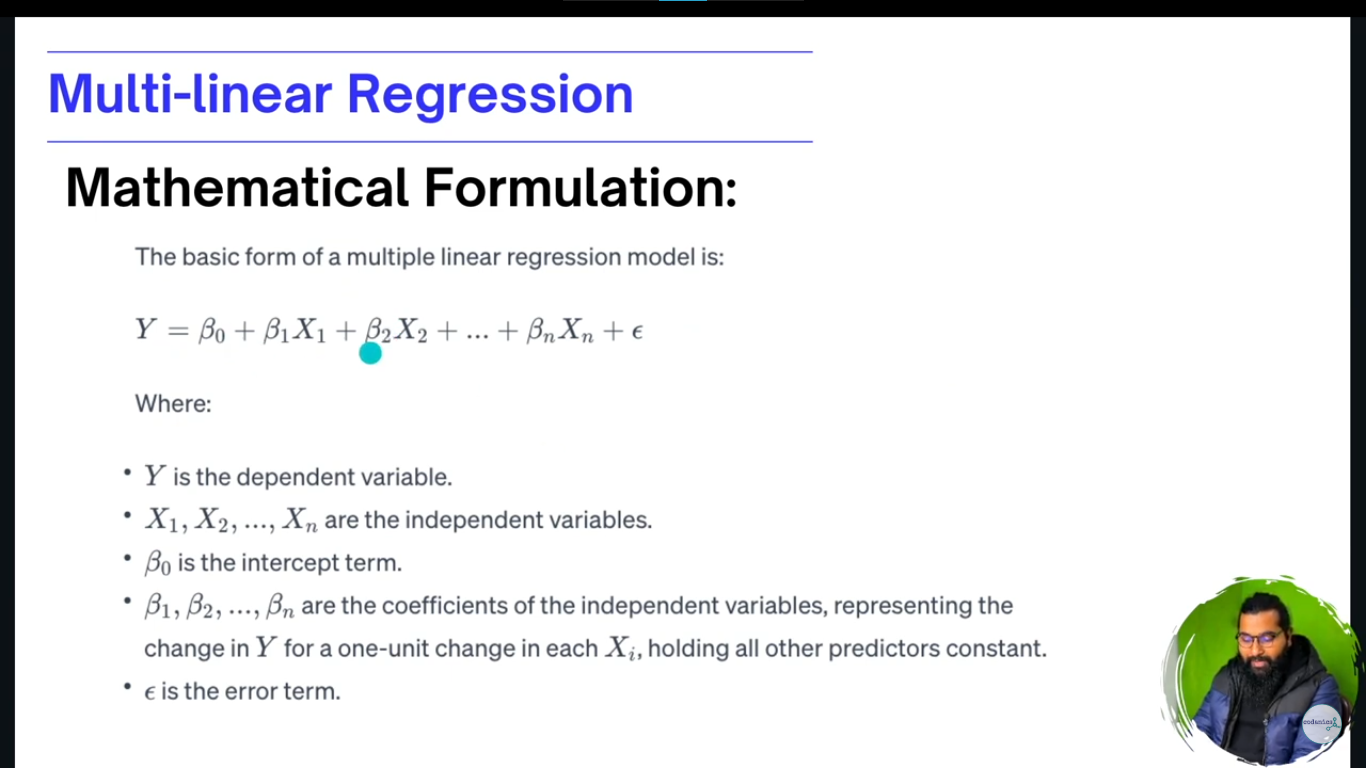 Multi-linear Regression
Mathematical Formulation:
The basic form of a multiple linear regression model is:
Y = β₀ + β₁X₁ + β₂X₂ + ... + βₙXₙ + ϵ
Where:
• Y is the dependent variable.
• X₁, X₂, ..., Xₙ are the independent variables.
• β₀ is the intercept term.
• β₁, β₂, ..., βₙ are the coefficients of the independent variables, representing the
change in Y for a one-unit change in each Xᵢ, holding all other predictors constant.
• ϵ is the error term.
codanics